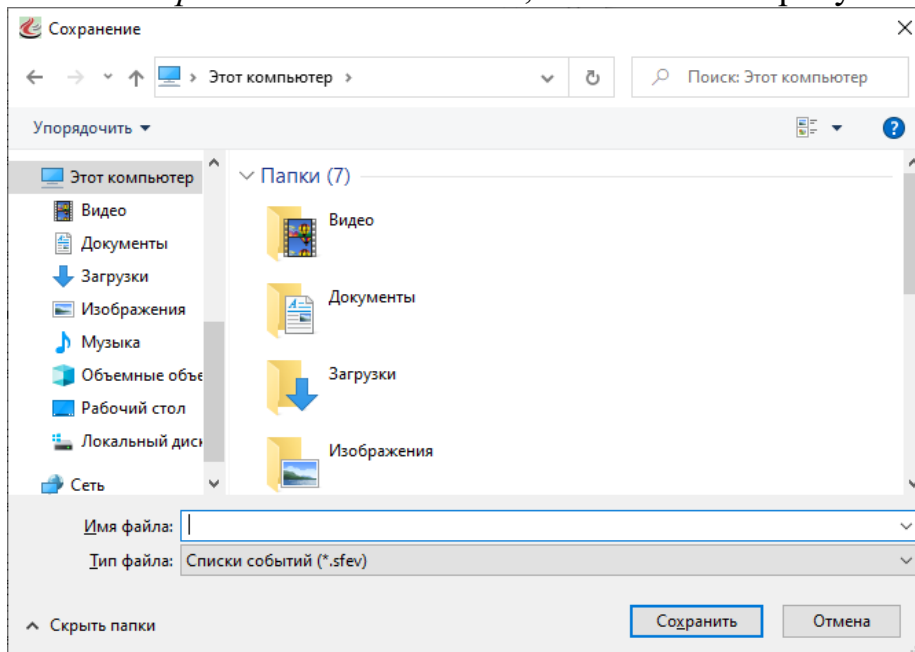 Сохранение
Этот компьютер
Поиск: Этот компьютер
Упорядочить
Этот компьютер
Видео
Документы
Загрузки
Изображения
Музыка
Объемные объе
Рабочий стол
Локальный диск
Сеть
Папки (7)
Видео
Документы
Загрузки
Изображения
Имя файла:
Тип файла: Списки событий (*.sfev)
Скрыть папки
Сохранить
Отмена